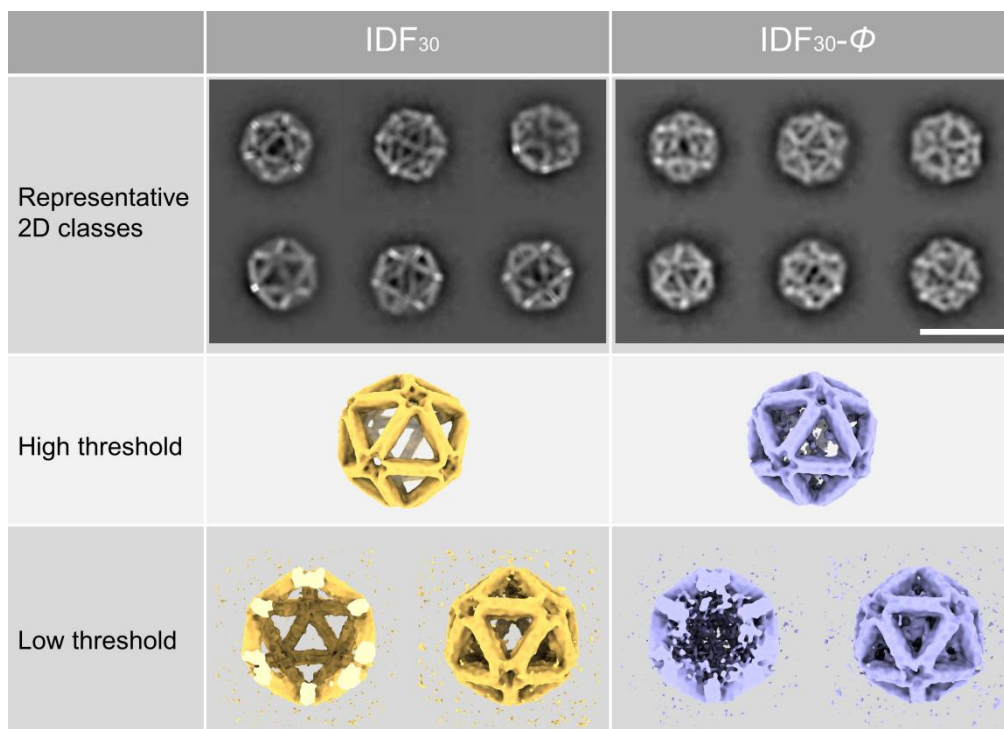 IDF₃₀
IDF₃₀-Φ
Representative
2D classes
High threshold
Low threshold